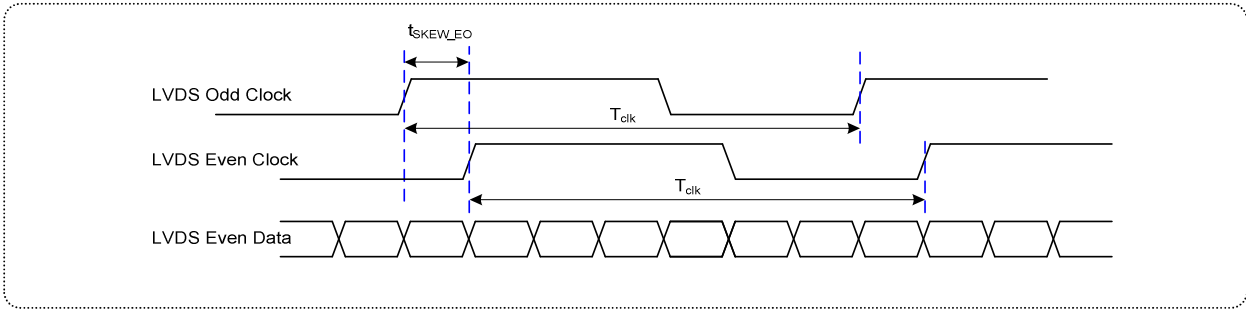 tSKEW_EO
LVDS Odd Clock
Tclk
LVDS Even Clock
Tclk
LVDS Even Data